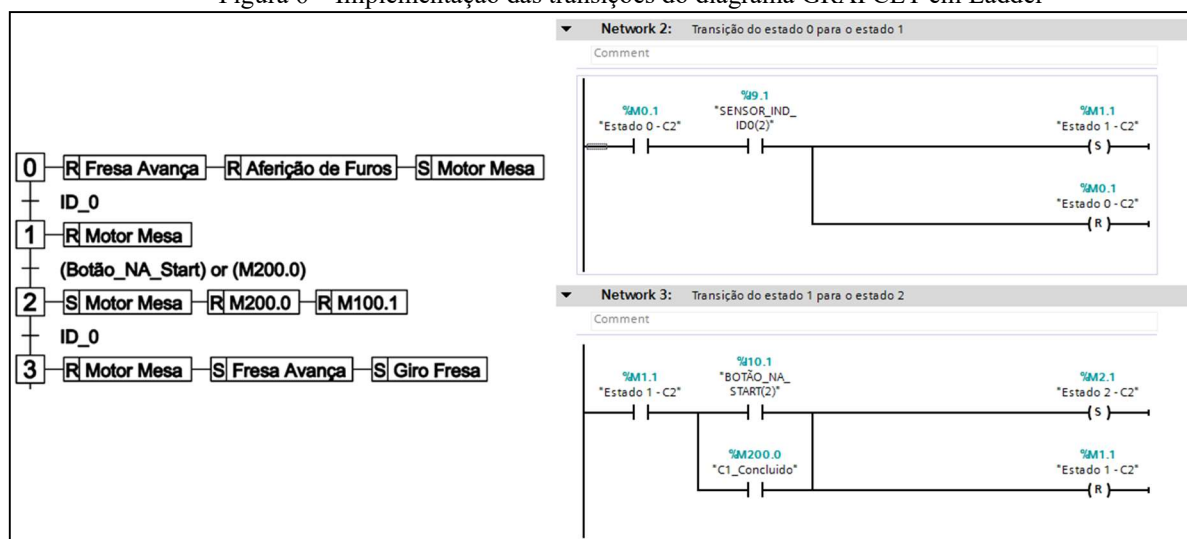 Figura 6 – Implementação das transições do diagrama GRAFCET em Ladder
0 R Fresa Avança R Aferição de Furos S Motor Mesa
ID_0
1 R Motor Mesa
(Botão_NA_Start) or (M200.0)
2 S Motor Mesa R M200.0 R M100.1
ID_0
3 R Motor Mesa S Fresa Avança S Giro Fresa
Network 2: Transição do estado 0 para o estado 1
Comment
%M0.1
"Estado 0 - C2"
%I9.1
"SENSOR_IND_
ID0(2)"
%M1.1
"Estado 1 - C2"
S
%M0.1
"Estado 0 - C2"
R
Network 3: Transição do estado 1 para o estado 2
Comment
%M1.1
"Estado 1 - C2"
%I10.1
"BOTÃO_NA_
START(2)"
%M2.1
"Estado 2 - C2"
S
%M200.0
"C1_Concluido"
%M1.1
"Estado 1 - C2"
R